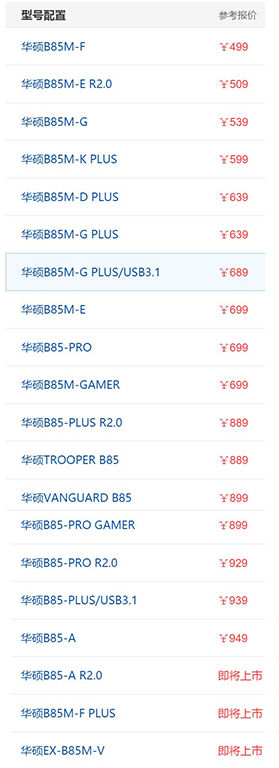 型号配置 参考报价
华硕B85M-F ￥499
华硕B85M-E R2.0 ￥509
华硕B85M-G ￥539
华硕B85M-K PLUS ￥599
华硕B85M-D PLUS ￥639
华硕B85M-G PLUS ￥639
华硕B85M-G PLUS/USB3.1 ￥689
华硕B85M-E ￥699
华硕B85-PRO ￥699
华硕B85M-GAMER ￥699
华硕B85-PLUS R2.0 ￥889
华硕TROOPER B85 ￥889
华硕VANGUARD B85 ￥899
华硕B85-PRO GAMER ￥899
华硕B85-PRO R2.0 ￥929
华硕B85-PLUS/USB3.1 ￥939
华硕B85-A ￥949
华硕B85-A R2.0 即将上市
华硕B85M-F PLUS 即将上市
华硕EX-B85M-V 即将上市